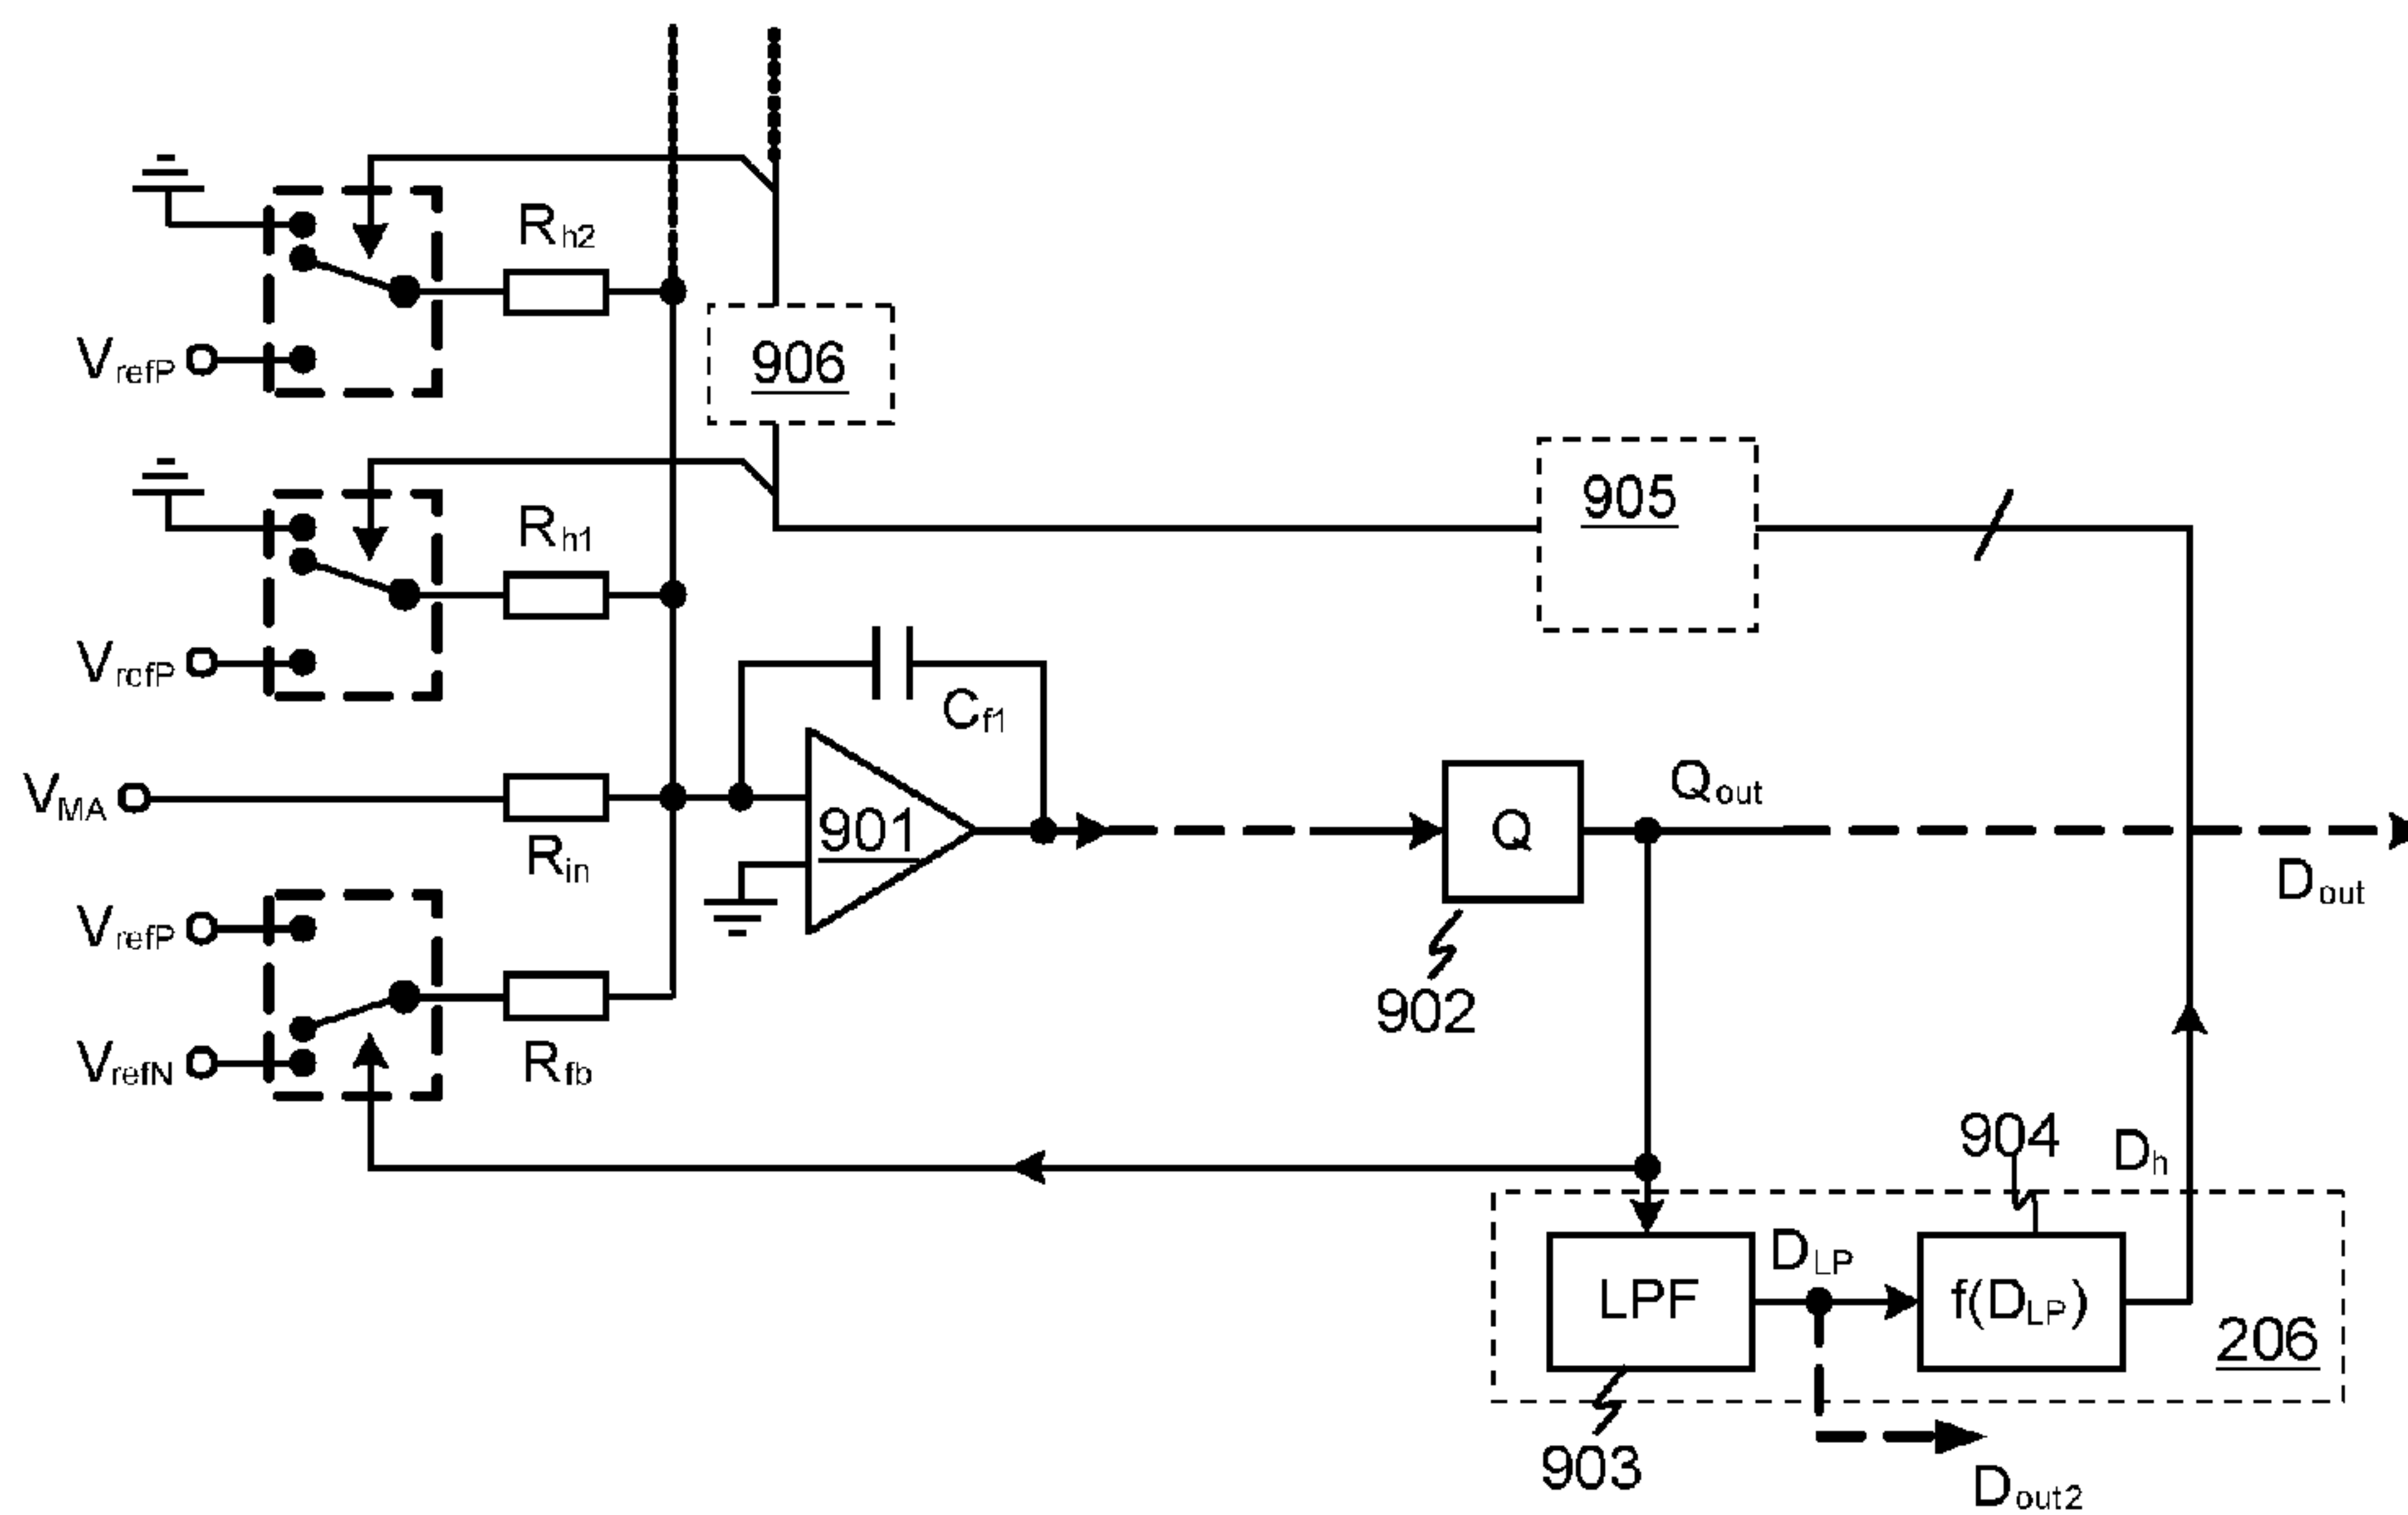 Rh2
VrefP
906
905
Rh1
VrefP
Cf1
VMA
Rin
901
Q
Qout
Dout
902
VrefP
VrefN
Rfb
904
Dh
LPF
DLP
f(DLP)
206
903
Dout2